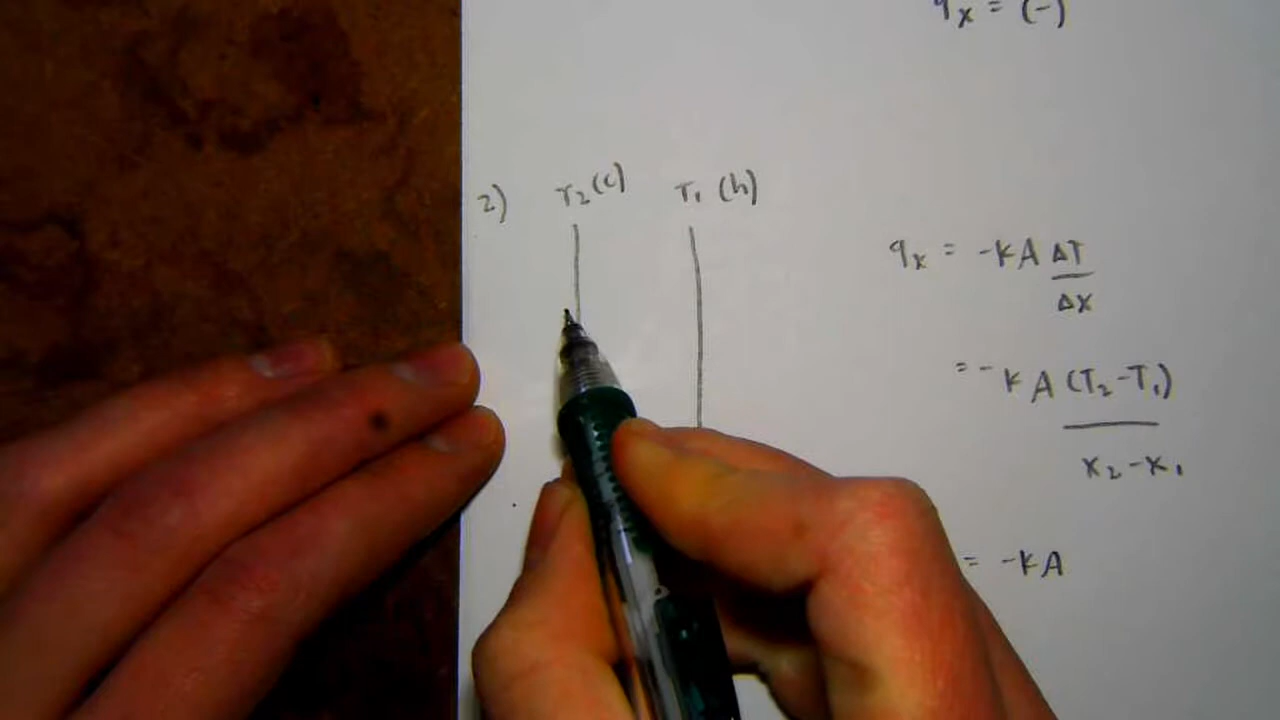 qₓ = (-)
2) T₂ (c) T₁ (h)
qₓ = -kA ΔT
ΔX
= -kA (T₂-T₁)
x₂-x₁
= -kA